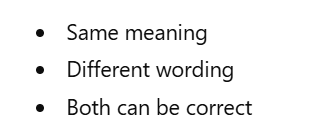 • Same meaning
• Different wording
• Both can be correct